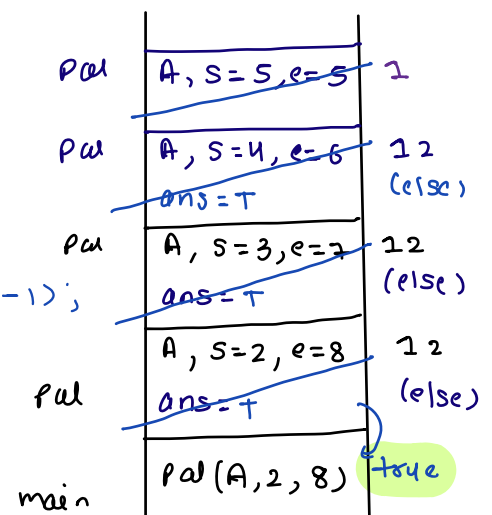 Pal A, S=5, e=5 1
Pal A, S=4, e=6 12
ans=T (else)
Pal A, S=3, e=7 12
-1); ans=T (else)
A, S=2, e=8 12
Pal ans=T (else)
Pal(A,2,8) true
main